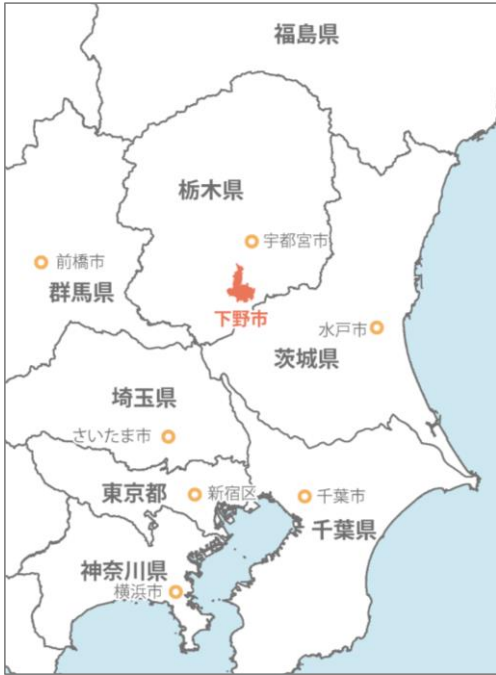 福島県
栃木県
宇都宮市
前橋市
群馬県
下野市
水戸市
茨城県
埼玉県
さいたま市
東京都
新宿区
千葉市
千葉県
神奈川県
横浜市